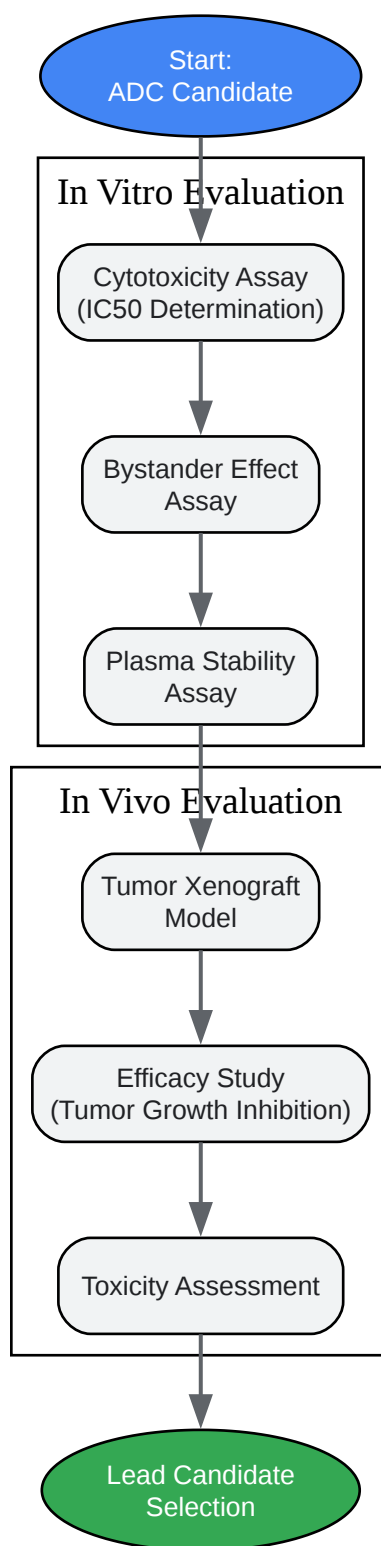 Start:
ADC Candidate
In Vitro Evaluation
Cytotoxicity Assay
(IC50 Determination)
Bystander Effect
Assay
Plasma Stability
Assay
In Vivo Evaluation
Tumor Xenograft
Model
Efficacy Study
(Tumor Growth Inhibition)
Toxicity Assessment
Lead Candidate
Selection